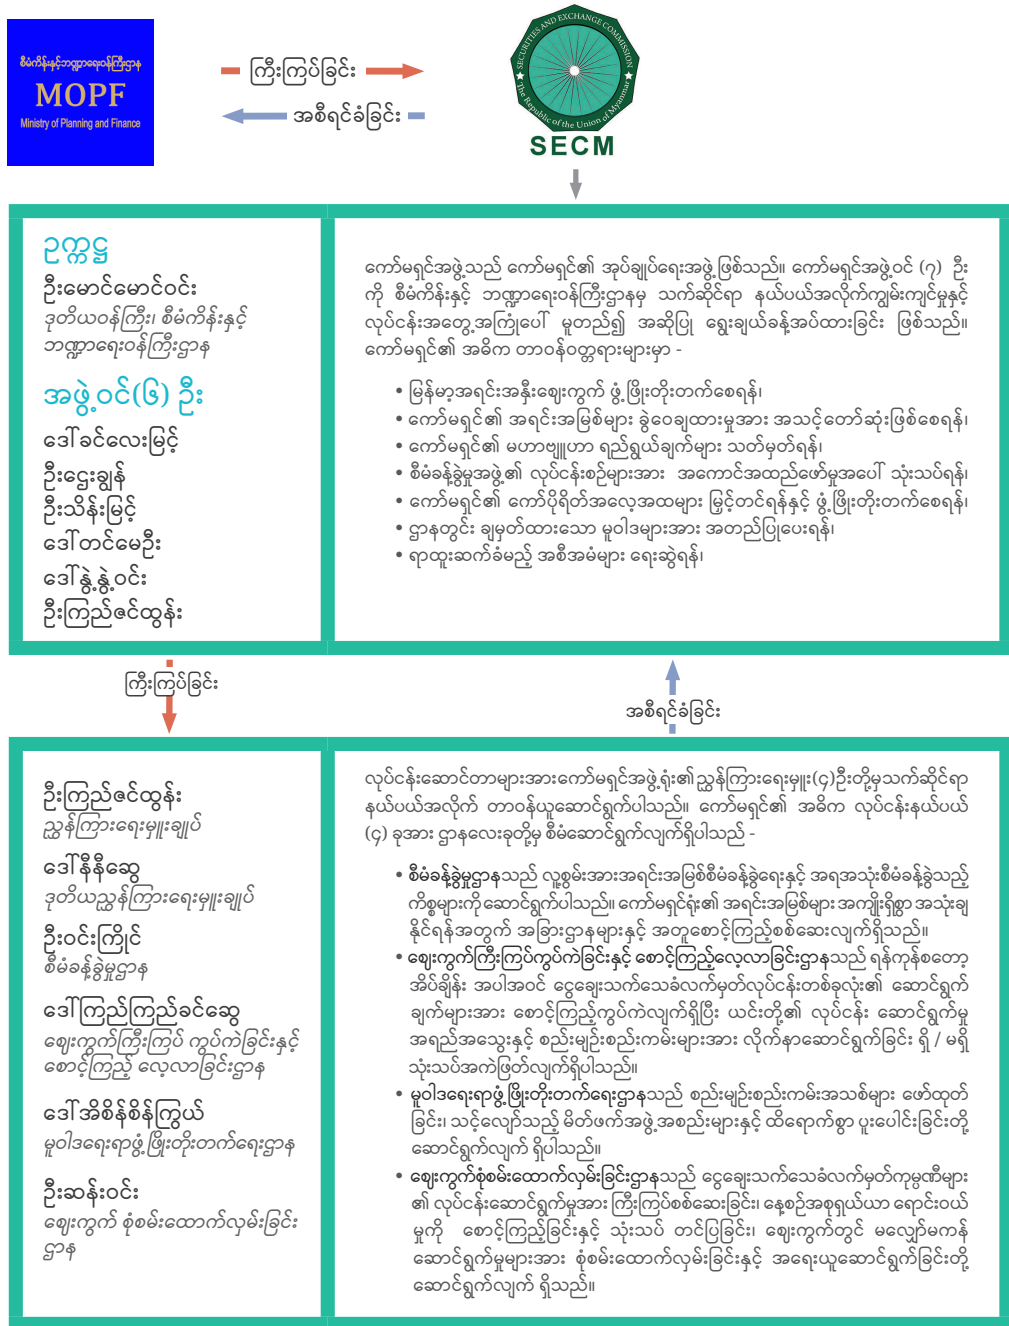 စီမံကိန်းနှင့်ဘဏ္ဍာရေးဝန်ကြီးဌာန
MOPF
Ministry of Planning and Finance
ကြီးကြပ်ခြင်း
အစီရင်ခံခြင်း
SECURITIES AND EXCHANGE COMMISSION
The Republic of the Union of Myanmar
SECM
ဥက္ကဋ္ဌ
ဦးမောင်မောင်ဝင်း
ဒုတိယဝန်ကြီး၊ စီမံကိန်းနှင့်
ဘဏ္ဍာရေးဝန်ကြီးဌာန
အဖွဲ့ဝင်(၆) ဦး
ဒေါ်ခင်လေးမြင့်
ဦးဌေးချွန်
ဦးသိန်းမြင့်
ဒေါ်တင်မေဦး
ဒေါ်နွဲ့နွဲ့ဝင်း
ဦးကြည်ဇင်ထွန်း
ကော်မရှင်အဖွဲ့သည် ကော်မရှင်၏ အုပ်ချုပ်ရေးအဖွဲ့ဖြစ်သည်။ ကော်မရှင်အဖွဲ့ဝင် (၇) ဦး
ကို စီမံကိန်းနှင့် ဘဏ္ဍာရေးဝန်ကြီးဌာနမှ သက်ဆိုင်ရာ နယ်ပယ်အလိုက်ကျွမ်းကျင်မှုနှင့်
လုပ်ငန်းအတွေ့အကြုံပေါ် မူတည်၍ အဆိုပြု ရွေးချယ်ခန့်အပ်ထားခြင်း ဖြစ်သည်။
ကော်မရှင်၏ အဓိက တာဝန်ဝတ္တရားများမှာ -
• မြန်မာ့အရင်းအနှီးဈေးကွက် ဖွံ့ဖြိုးတိုးတက်စေရန်၊
• ကော်မရှင်၏ အရင်းအမြစ်များ ခွဲဝေချထားမှုအား အသင့်တော်ဆုံးဖြစ်စေရန်၊
• ကော်မရှင်၏ မဟာဗျူဟာ ရည်ရွယ်ချက်များ သတ်မှတ်ရန်၊
• စီမံခန့်ခွဲမှုအဖွဲ့၏ လုပ်ငန်းစဉ်များအား အကောင်အထည်ဖော်မှုအပေါ် သုံးသပ်ရန်၊
• ကော်မရှင်၏ ကော်ပိုရိတ်အလေ့အထများ မြှင့်တင်ရန်နှင့် ဖွံ့ဖြိုးတိုးတက်စေရန်၊
• ဌာနတွင်း ချမှတ်ထားသော မူဝါဒများအား အတည်ပြုပေးရန်၊
• ရာထူးဆက်ခံမည့် အစီအမံများ ရေးဆွဲရန်၊
ကြီးကြပ်ခြင်း
အစီရင်ခံခြင်း
ဦးကြည်ဇင်ထွန်း
ညွှန်ကြားရေးမှူးချုပ်
ဒေါ်နီနီဆွေ
ဒုတိယညွှန်ကြားရေးမှူးချုပ်
ဦးဝင်းကြိုင်
စီမံခန့်ခွဲမှုဌာန
ဒေါ်ကြည်ကြည်ခင်ဆွေ
ဈေးကွက်ကြီးကြပ် ကွပ်ကဲခြင်းနှင့်
စောင့်ကြည့် လေ့လာခြင်းဌာန
ဒေါ်အိစိန်စိန်ကြွယ်
မူဝါဒရေးရာဖွံ့ဖြိုးတိုးတက်ရေးဌာန
ဦးဆန်းဝင်း
ဈေးကွက် စုံစမ်းထောက်လှမ်းခြင်း
ဌာန
လုပ်ငန်းဆောင်တာများအားကော်မရှင်အဖွဲ့ရုံး၏ညွှန်ကြားရေးမှူး(၄)ဦးတို့မှသက်ဆိုင်ရာ
နယ်ပယ်အလိုက် တာဝန်ယူဆောင်ရွက်ပါသည်။ ကော်မရှင်၏ အဓိက လုပ်ငန်းနယ်ပယ်
(၄) ခုအား ဌာနလေးခုတို့မှ စီမံဆောင်ရွက်လျက်ရှိပါသည် -
• စီမံခန့်ခွဲမှုဌာနသည် လူ့စွမ်းအားအရင်းအမြစ်စီမံခန့်ခွဲရေးနှင့် အရအသုံးစီမံခန့်ခွဲသည့်
ကိစ္စများကို ဆောင်ရွက်ပါသည်။ ကော်မရှင်ရုံး၏ အရင်းအမြစ်များ အကျိုးရှိစွာ အသုံးချ
နိုင်ရန်အတွက် အခြားဌာနများနှင့် အတူစောင့်ကြည့်စစ်ဆေးလျက်ရှိသည်။
• ဈေးကွက်ကြီးကြပ်ကွပ်ကဲခြင်းနှင့် စောင့်ကြည့်လေ့လာခြင်းဌာနသည် ရန်ကုန်စတော့
အိပ်ချိန်း အပါအဝင် ငွေချေးသက်သေခံလက်မှတ်လုပ်ငန်းတစ်ခုလုံး၏ ဆောင်ရွက်
ချက်များအား စောင့်ကြည့်ကွပ်ကဲလျက်ရှိပြီး ယင်းတို့၏ လုပ်ငန်း ဆောင်ရွက်မှု
အရည်အသွေးနှင့် စည်းမျဉ်းစည်းကမ်းများအား လိုက်နာဆောင်ရွက်ခြင်း ရှိ / မရှိ
သုံးသပ်အကဲဖြတ်လျက်ရှိပါသည်။
• မူဝါဒရေးရာဖွံ့ဖြိုးတိုးတက်ရေးဌာနသည် စည်းမျဉ်းစည်းကမ်းအသစ်များ ဖော်ထုတ်
ခြင်း၊ သင့်လျော်သည့် မိတ်ဖက်အဖွဲ့အစည်းများနှင့် ထိရောက်စွာ ပူးပေါင်းခြင်းတို့
ဆောင်ရွက်လျက် ရှိပါသည်။
• ဈေးကွက်စုံစမ်းထောက်လှမ်းခြင်းဌာနသည် ငွေချေးသက်သေခံလက်မှတ်ကုမ္ပဏီများ
၏ လုပ်ငန်းဆောင်ရွက်မှုအား ကြီးကြပ်စစ်ဆေးခြင်း၊ နေ့စဉ်အစုရှယ်ယာ ရောင်းဝယ်
မှုကို စောင့်ကြည့်ခြင်းနှင့် သုံးသပ် တင်ပြခြင်း၊ ဈေးကွက်တွင် မလျှော်မကန်
ဆောင်ရွက်မှုများအား စုံစမ်းထောက်လှမ်းခြင်းနှင့် အရေးယူဆောင်ရွက်ခြင်းတို့
ဆောင်ရွက်လျက် ရှိသည်။